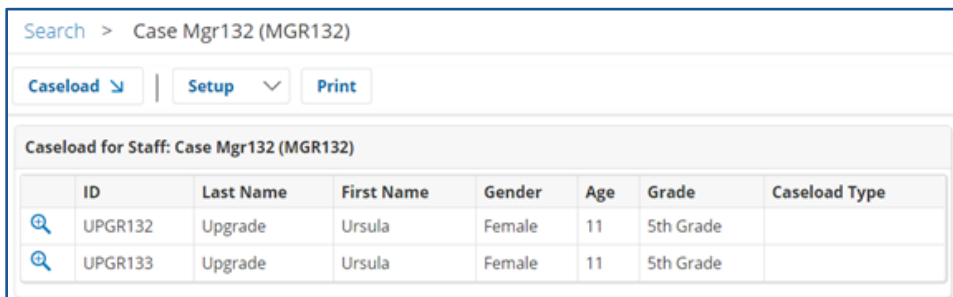 Search > Case Mgr132 (MGR132)
Caseload Setup Print
Caseload for Staff: Case Mgr132 (MGR132)
ID Last Name First Name Gender Age Grade Caseload Type
UPGR132 Upgrade Ursula Female 11 5th Grade
UPGR133 Upgrade Ursula Female 11 5th Grade